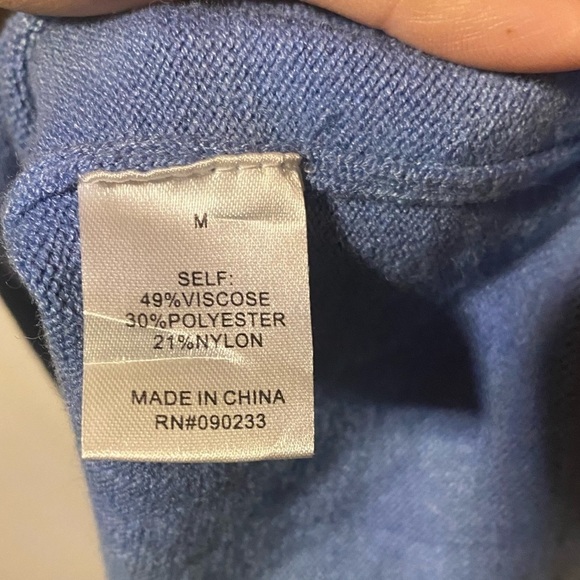 M
SELF:
49%VISCOSE
30%POLYESTER
21%NYLON
MADE IN CHINA
RN#090233